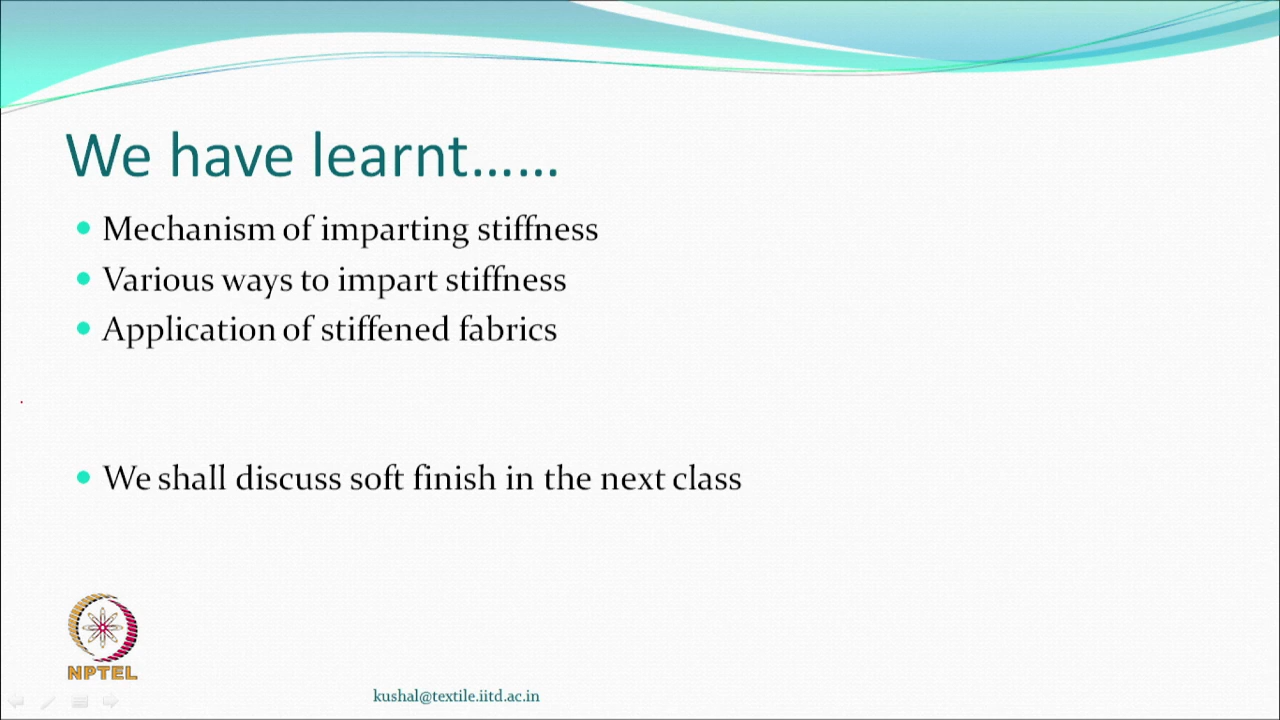 We have learnt......
Mechanism of imparting stiffness
Various ways to impart stiffness
Application of stiffened fabrics
We shall discuss soft finish in the next class
NPTEL
kushal@textile.iitd.ac.in